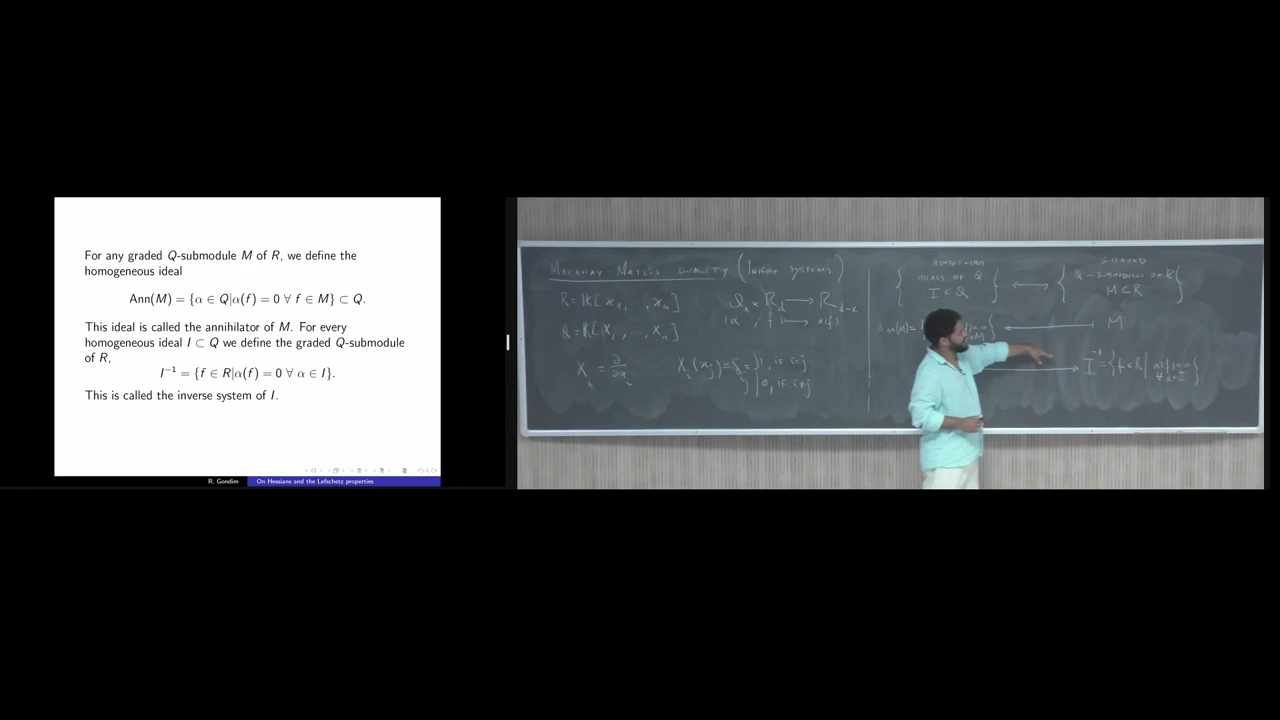 For any graded Q-submodule M of R, we define the
homogeneous ideal
Ann(M) = {α ∈ Q|α(f) = 0 ∀ f ∈ M} ⊂ Q.
This ideal is called the annihilator of M. For every
homogeneous ideal I ⊂ Q we define the graded Q-submodule
of R,
I⁻¹ = {f ∈ R|α(f) = 0 ∀ α ∈ I}.
This is called the inverse system of I.
R. Gondim On Hessians and the Lefschetz properties
MACAULAY-MATLIS DUALITY (INVERSE SYSTEMS)
R = K[x₁, ..., xₙ]
Q = K[X₁, ..., Xₙ]
Xᵢ = ∂/∂xᵢ
Qₖ × R_d → R_{d-k}
(α, f) ↦ α(f)
Xᵢ(xⱼ) = δᵢⱼ = { 1, if i=j
0, if i≠j
HOMOGENEOUS
IDEALS OF Q
I ⊂ Q
GRADED
Q-SUBMODULES OF R
M ⊂ R
Ann(M) =
M
I⁻¹ = {f ∈ R | α(f) = 0
∀ α ∈ I}